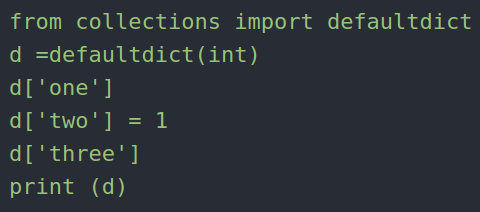 from collections import defaultdict
d =defaultdict(int)
d['one']
d['two'] = 1
d['three']
print (d)